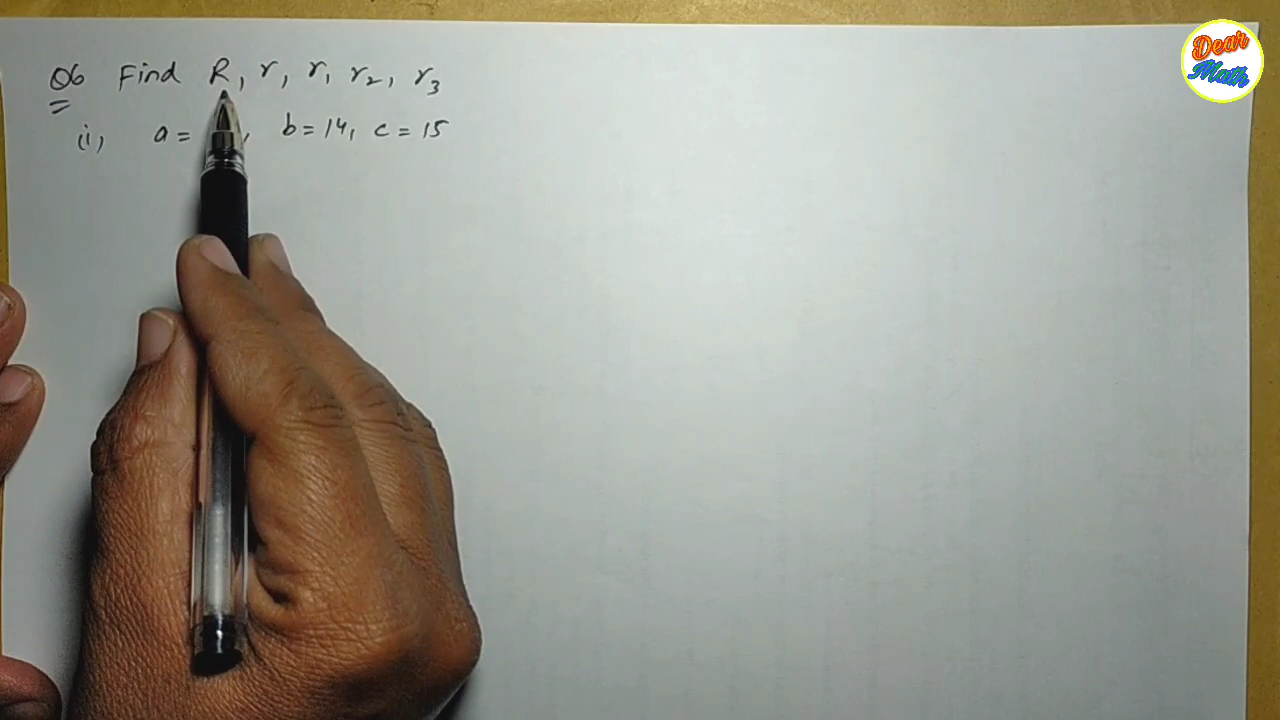 Q6 Find R, r, r₁ r₂, r₃
(i, a = , b = 14, c = 15
Dear
Math